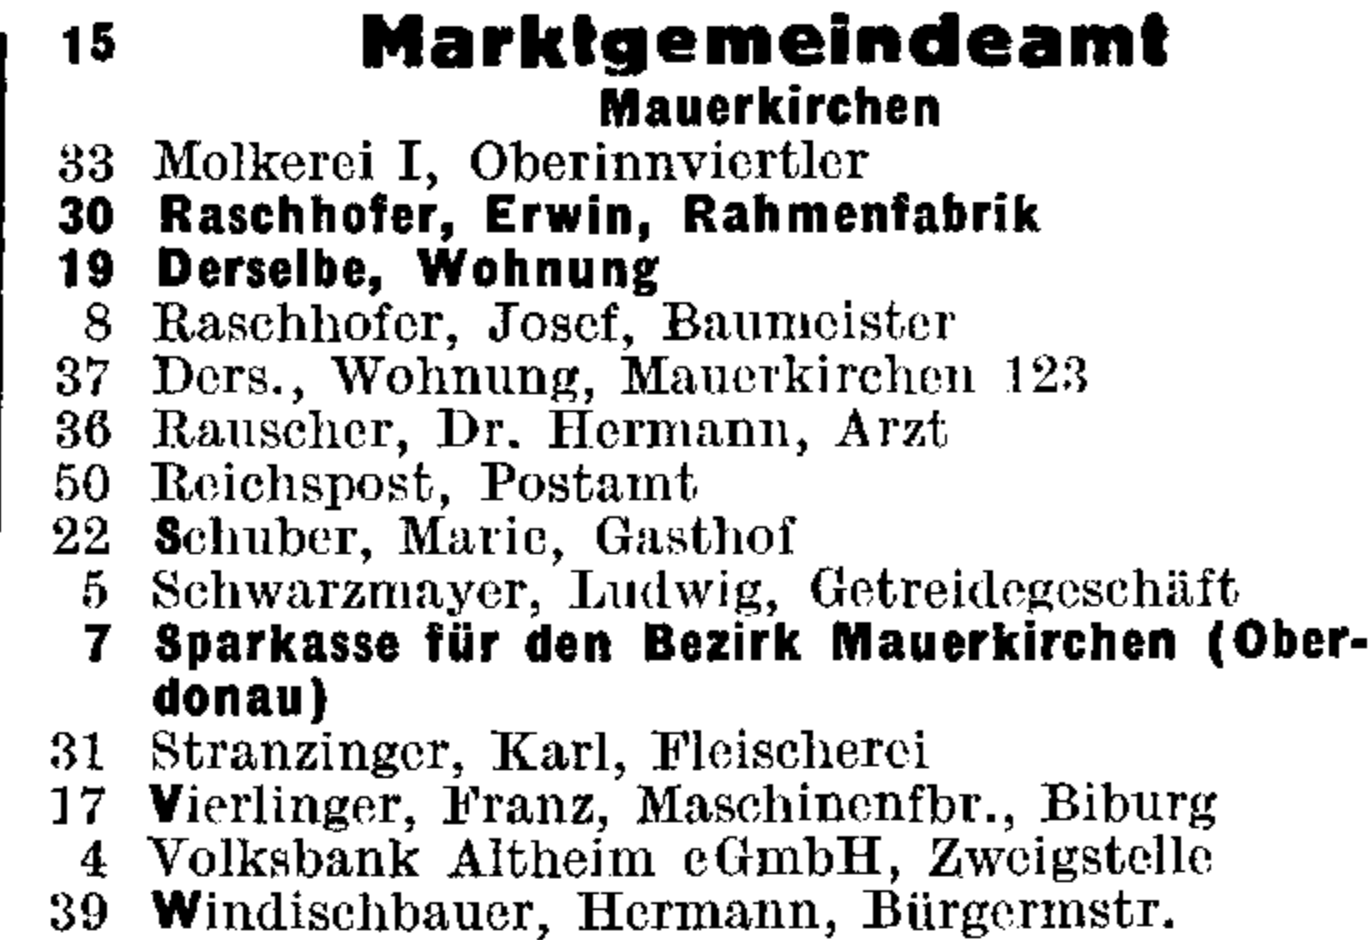 15 Marktgemeindeamt
Mauerkirchen
33 Molkerei I, Oberinnviertler
30 Raschhofer, Erwin, Rahmenfabrik
19 Derselbe, Wohnung
8 Raschhofer, Josef, Baumeister
37 Ders., Wohnung, Mauerkirchen 123
36 Rauscher, Dr. Hermann, Arzt
50 Reichspost, Postamt
22 Schuber, Marie, Gasthof
5 Schwarzmayer, Ludwig, Getreidegeschäft
7 Sparkasse für den Bezirk Mauerkirchen (Ober-
donau)
31 Stranzinger, Karl, Fleischerei
17 Vierlinger, Franz, Maschinenfbr., Biburg
4 Volksbank Altheim eGmbH, Zweigstelle
39 Windischbauer, Hermann, Bürgermstr.